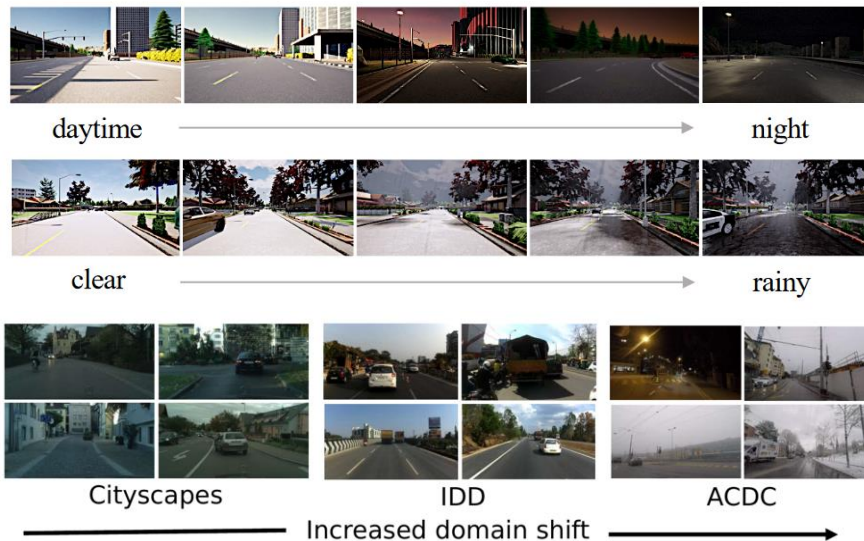 daytime night
clear rainy
Cityscapes IDD ACDC
Increased domain shift